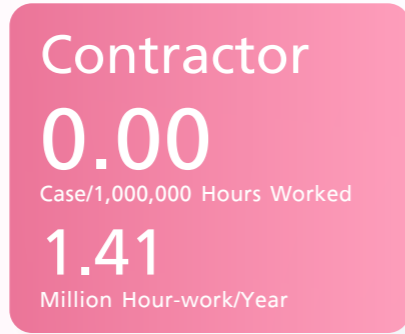 Contractor
0.00
Case/1,000,000 Hours Worked
1.41
Million Hour-work/Year